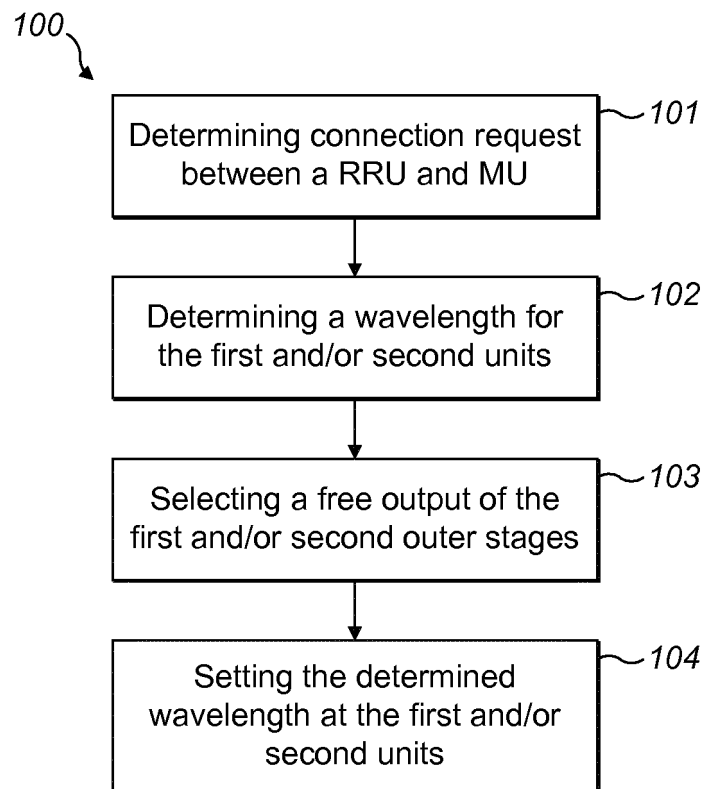 100
101
Determining connection request
between a RRU and MU
102
Determining a wavelength for
the first and/or second units
103
Selecting a free output of the
first and/or second outer stages
104
Setting the determined
wavelength at the first and/or
second units